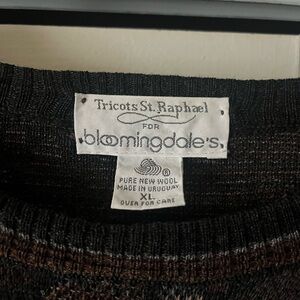 Tricots St. Raphael
FOR
bloomingdale's
PURE NEW WOOL
MADE IN URUGUAY
XL
OVER FOR CARE